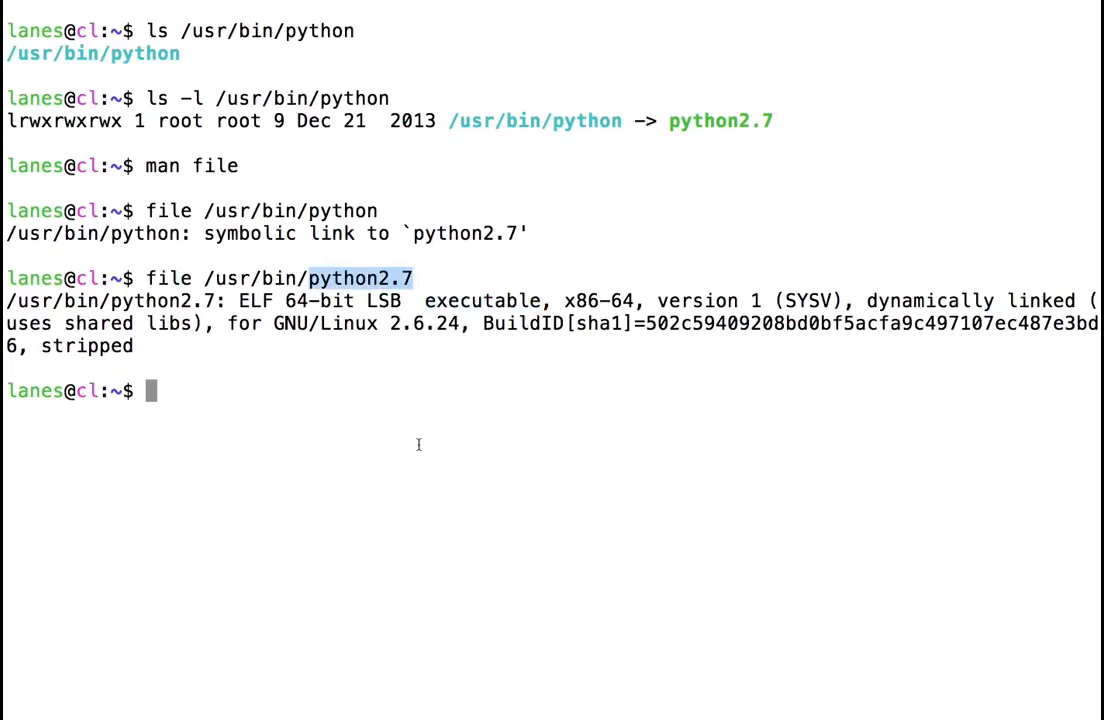 lanes@cl:~$ ls /usr/bin/python
/usr/bin/python
lanes@cl:~$ ls -l /usr/bin/python
lrwxrwxrwx 1 root root 9 Dec 21  2013 /usr/bin/python -> python2.7
lanes@cl:~$ man file
lanes@cl:~$ file /usr/bin/python
/usr/bin/python: symbolic link to `python2.7'
lanes@cl:~$ file /usr/bin/python2.7
/usr/bin/python2.7: ELF 64-bit LSB  executable, x86-64, version 1 (SYSV), dynamically linked (
uses shared libs), for GNU/Linux 2.6.24, BuildID[sha1]=502c59409208bd0bf5acfa9c497107ec487e3bd
6, stripped
lanes@cl:~$